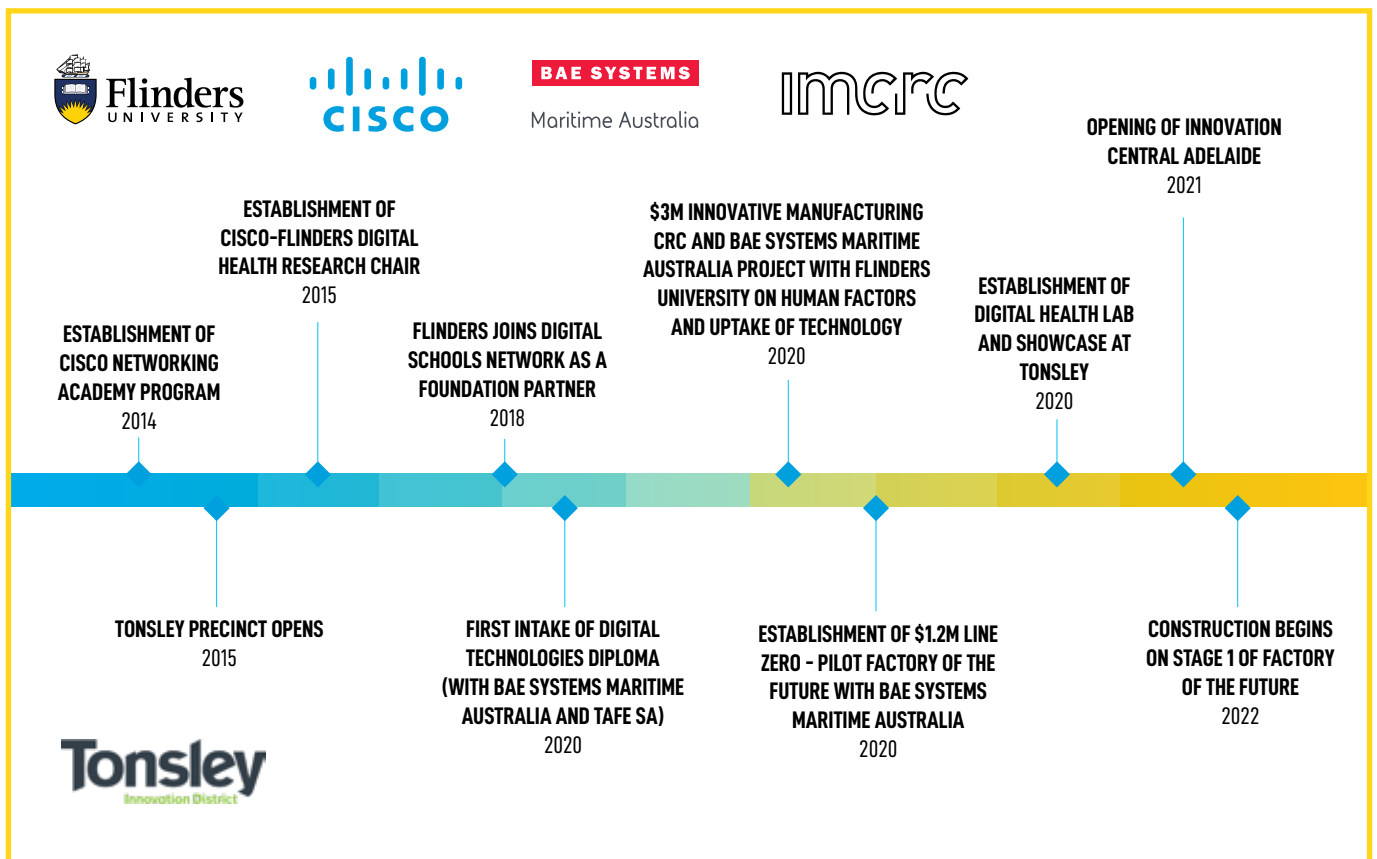 Flinders
UNIVERSITY
CISCO
BAE SYSTEMS
Maritime Australia
imcrc
ESTABLISHMENT OF
CISCO NETWORKING
ACADEMY PROGRAM
2014
TONSLEY PRECINCT OPENS
2015
ESTABLISHMENT OF
CISCO-FLINDERS DIGITAL
HEALTH RESEARCH CHAIR
2015
FLINDERS JOINS DIGITAL
SCHOOLS NETWORK AS A
FOUNDATION PARTNER
2018
FIRST INTAKE OF DIGITAL
TECHNOLOGIES DIPLOMA
(WITH BAE SYSTEMS MARITIME
AUSTRALIA AND TAFE SA)
2020
$3M INNOVATIVE MANUFACTURING
CRC AND BAE SYSTEMS MARITIME
AUSTRALIA PROJECT WITH FLINDERS
UNIVERSITY ON HUMAN FACTORS
AND UPTAKE OF TECHNOLOGY
2020
ESTABLISHMENT OF $1.2M LINE
ZERO - PILOT FACTORY OF THE
FUTURE WITH BAE SYSTEMS
MARITIME AUSTRALIA
2020
ESTABLISHMENT OF
DIGITAL HEALTH LAB
AND SHOWCASE AT
TONSLEY
2020
OPENING OF INNOVATION
CENTRAL ADELAIDE
2021
CONSTRUCTION BEGINS
ON STAGE 1 OF FACTORY
OF THE FUTURE
2022
Tonsley
Innovation District